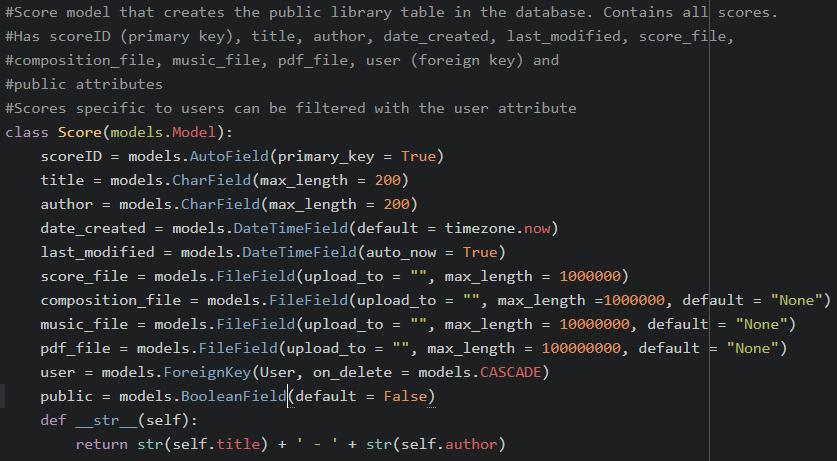 #Score model that creates the public library table in the database. Contains all scores.
#Has scoreID (primary key), title, author, date_created, last_modified, score_file,
#composition_file, music_file, pdf_file, user (foreign key) and
#public attributes
#Scores specific to users can be filtered with the user attribute
class Score(models.Model):
    scoreID = models.AutoField(primary_key = True)
    title = models.CharField(max_length = 200)
    author = models.CharField(max_length = 200)
    date_created = models.DateTimeField(default = timezone.now)
    last_modified = models.DateTimeField(auto_now = True)
    score_file = models.FileField(upload_to = "", max_length = 1000000)
    composition_file = models.FileField(upload_to = "", max_length =1000000, default = "None")
    music_file = models.FileField(upload_to = "", max_length = 10000000, default = "None")
    pdf_file = models.FileField(upload_to = "", max_length = 100000000, default = "None")
    user = models.ForeignKey(User, on_delete = models.CASCADE)
    public = models.BooleanField(default = False)
    def __str__(self):
        return str(self.title) + ' - ' + str(self.author)